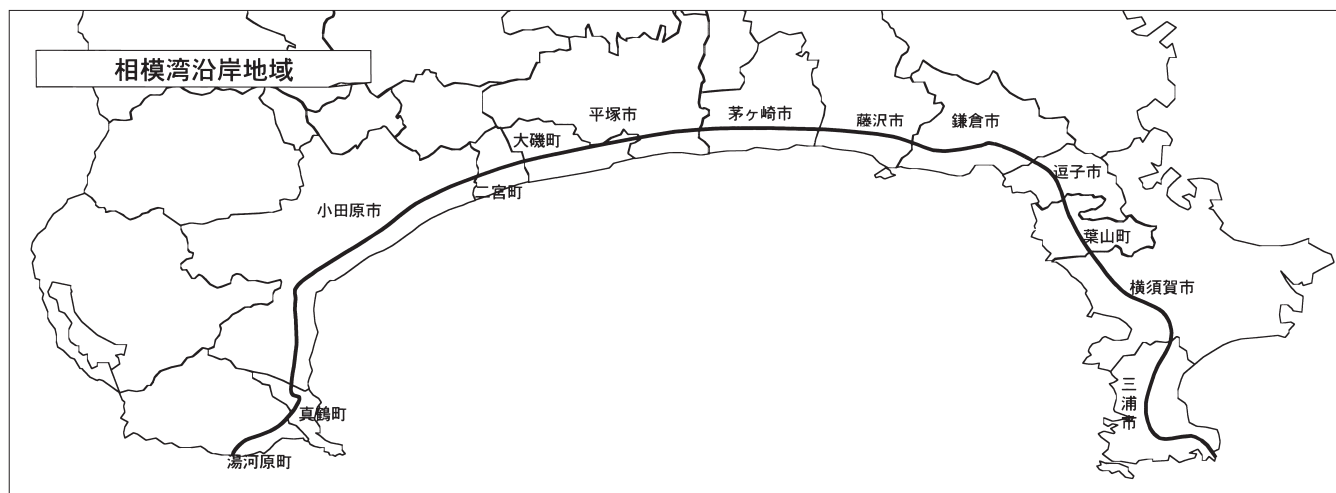 相模湾沿岸地域
平塚市
茅ヶ崎市
藤沢市
鎌倉市
大磯町
逗子市
二宮町
小田原市
葉山町
横須賀市
三浦市
真鶴町
湯河原町